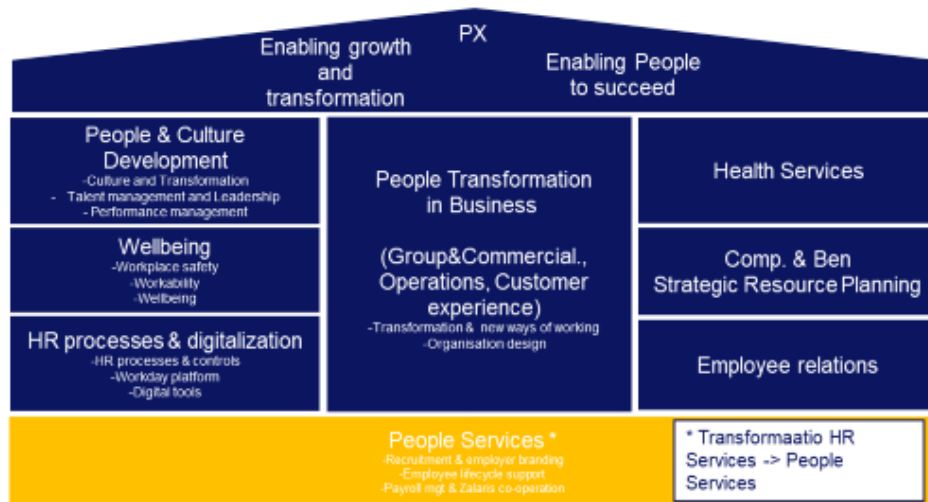 PX
Enabling growth
and
transformation
Enabling People
to succeed
People & Culture
Development
-Culture and Transformation
- Talent management and Leadership
- Performance management
Wellbeing
-Workplace safety
-Workability
-Wellbeing
HR processes & digitalization
-HR processes & controls
-Workday platform
-Digital tools
People Transformation
in Business
(Group&Commercial.,
Operations, Customer
experience)
-Transformation & new ways of working
-Organisation design
Health Services
Comp. & Ben
Strategic Resource Planning
Employee relations
People Services *
-Recruitment & employer branding
-Employee lifecycle support
-Payroll mgt & Zalaris co-operation
* Transformaatio HR
Services -> People
Services